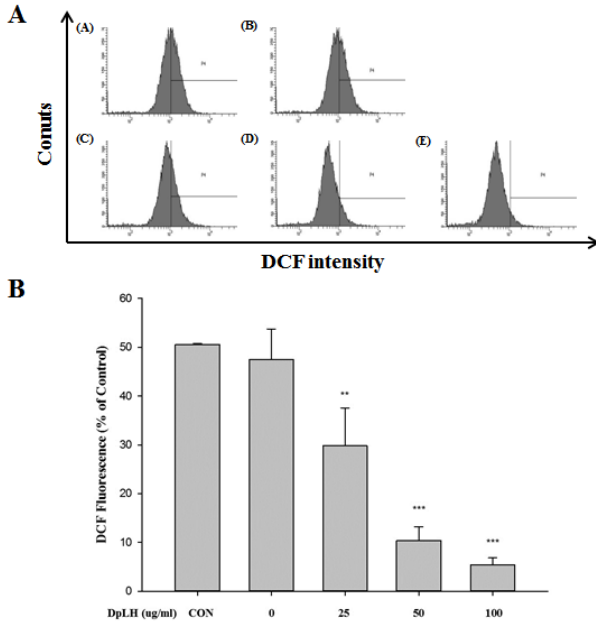 A
(A)
(B)
(C)
(D)
(E)
Conuts
DCF intensity
B
DCF Fluorescence (% of Control)
60
50
40
30
20
10
0
**
***
***
DpLH (ug/ml) CON 0 25 50 100